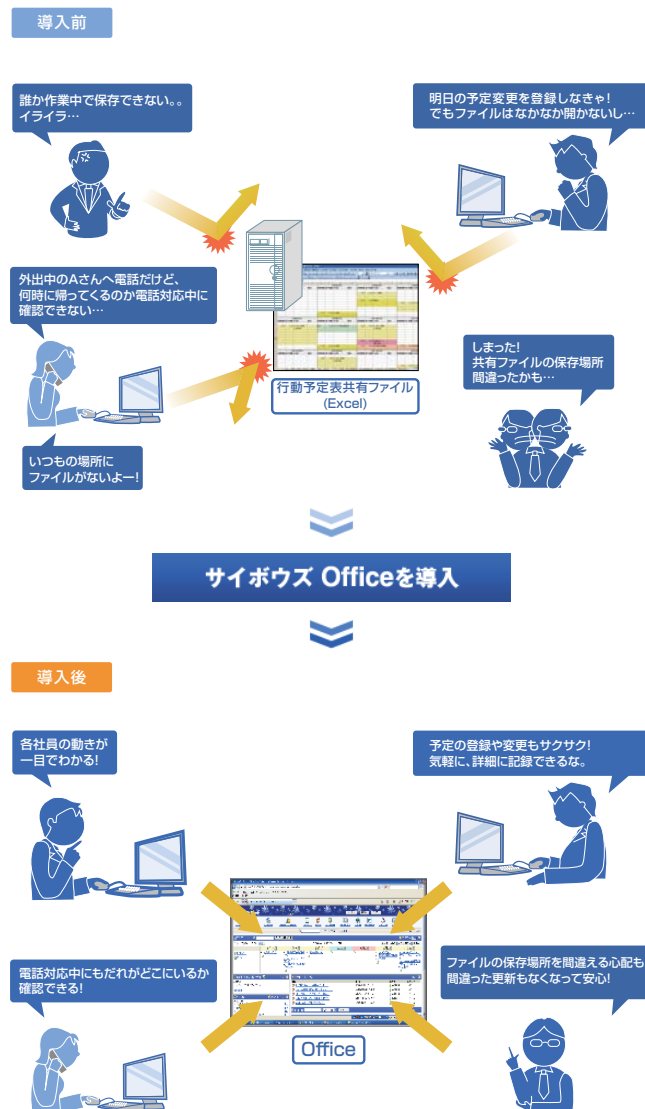 導入前
誰か作業中で保存できない。。
イライラ…
明日の予定変更を登録しなきゃ!
でもファイルはなかなか開かないし…
外出中のAさんへ電話だけど、
何時に帰ってくるのか電話対応中に
確認できない…
しまった!
共有ファイルの保存場所
間違ったかも…
行動予定表共有ファイル
(Excel)
いつもの場所に
ファイルがないよー!
サイボウズ Officeを導入
導入後
各社員の動きが
一目でわかる!
予定の登録や変更もサクサク!
気軽に、詳細に記録できるな。
電話対応中にもだれがどこにいるか
確認できる!
ファイルの保存場所を間違える心配も
間違った更新もなくなって安心!
Office